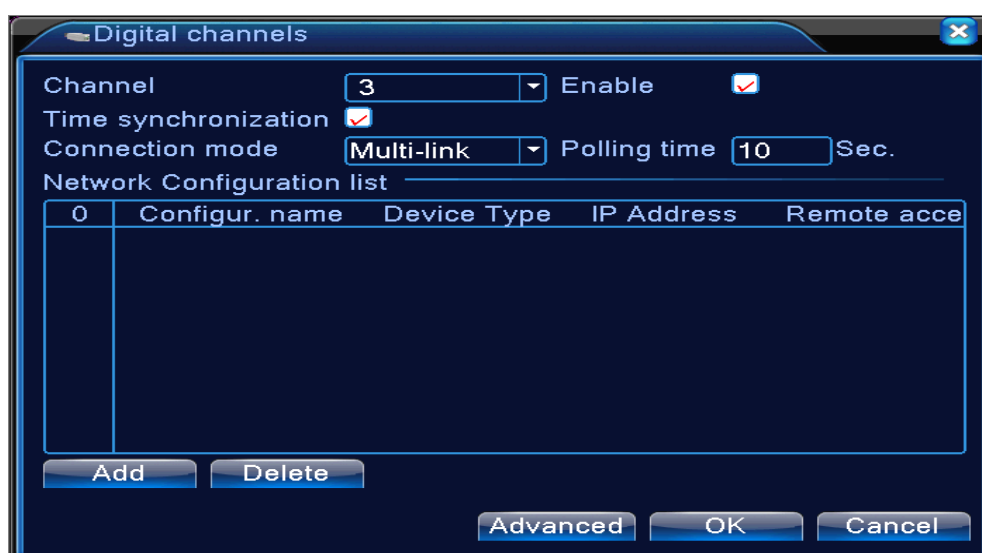 Digital channels
Channel 3 Enable
Time synchronization
Connection mode Multi-link Polling time 10 Sec.
Network Configuration list
0 Configur. name Device Type IP Address Remote acce
Add Delete
Advanced OK Cancel